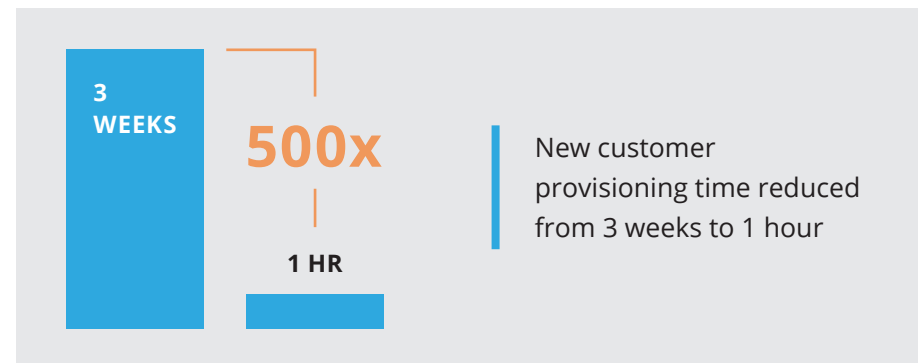 3
WEEKS
500x
1 HR
New customer
provisioning time reduced
from 3 weeks to 1 hour